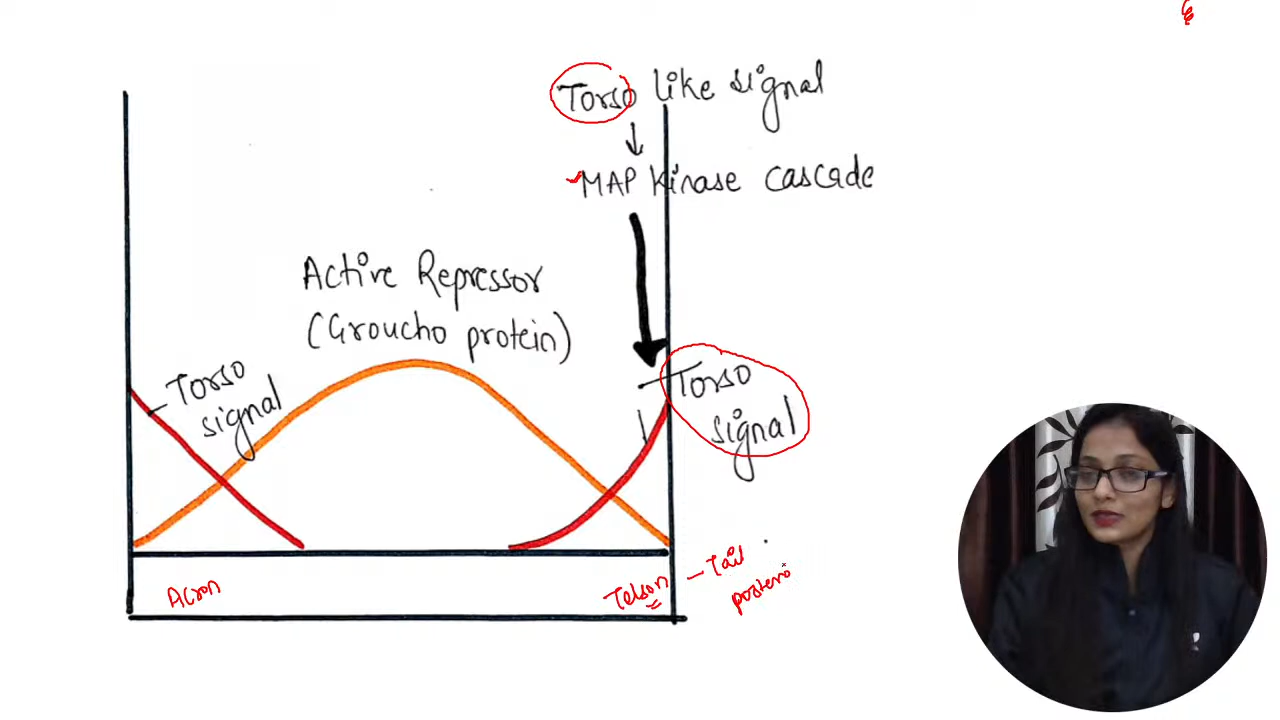 Torso like signal
MAP Kinase cascade
Active Repressor
(Groucho protein)
Torso
signal
Torso
signal
Acron
Telson – Tail
posterio